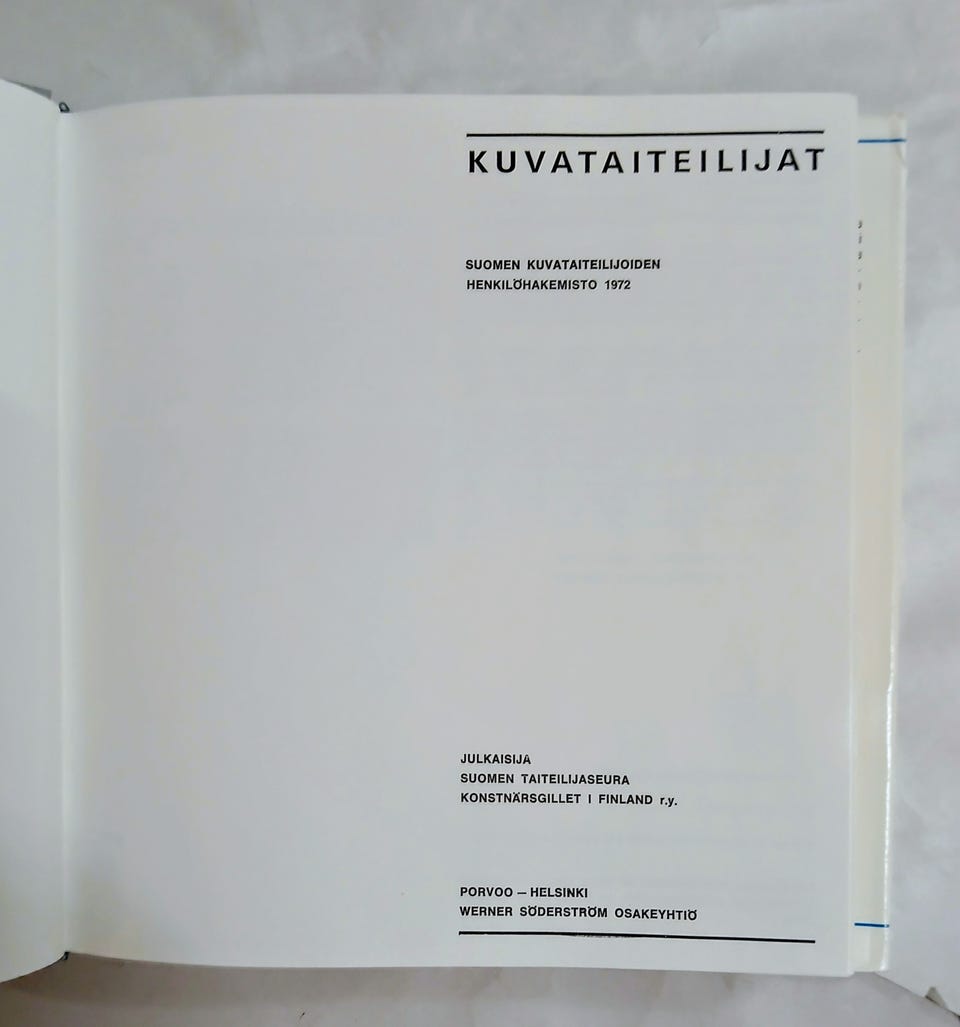 KUVATAITEILIJAT
SUOMEN KUVATAITEILIJOIDEN
HENKILÖHAKEMISTO 1972
JULKAISIJA
SUOMEN TAITEILIJASEURA
KONSTNÄRSGILLET I FINLAND r.y.
PORVOO — HELSINKI
WERNER SÖDERSTRÖM OSAKEYHTIÖ